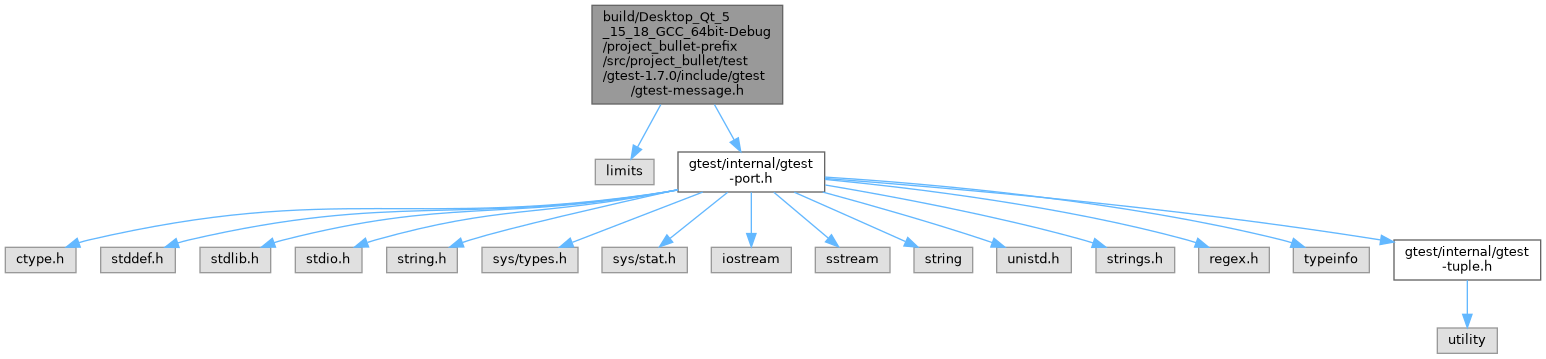 build/Desktop_Qt_5
_15_18_GCC_64bit-Debug
/project_bullet-prefix
/src/project_bullet/test
/gtest-1.7.0/include/gtest
/gtest-message.h
limits
gtest/internal/gtest
-port.h
ctype.h
stddef.h
stdlib.h
stdio.h
string.h
sys/types.h
sys/stat.h
iostream
sstream
string
unistd.h
strings.h
regex.h
typeinfo
gtest/internal/gtest
-tuple.h
utility